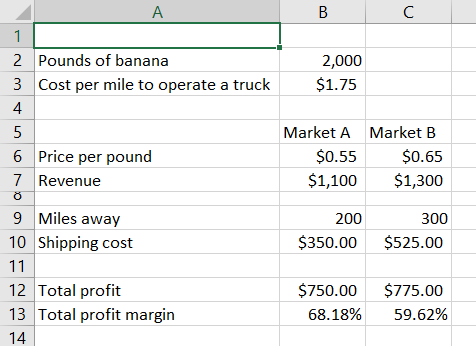 A B C
1
2 Pounds of banana 2,000
3 Cost per mile to operate a truck $1.75
4
5 Market A Market B
6 Price per pound $0.55 $0.65
7 Revenue $1,100 $1,300
8
9 Miles away 200 300
10 Shipping cost $350.00 $525.00
11
12 Total profit $750.00 $775.00
13 Total profit margin 68.18% 59.62%
14